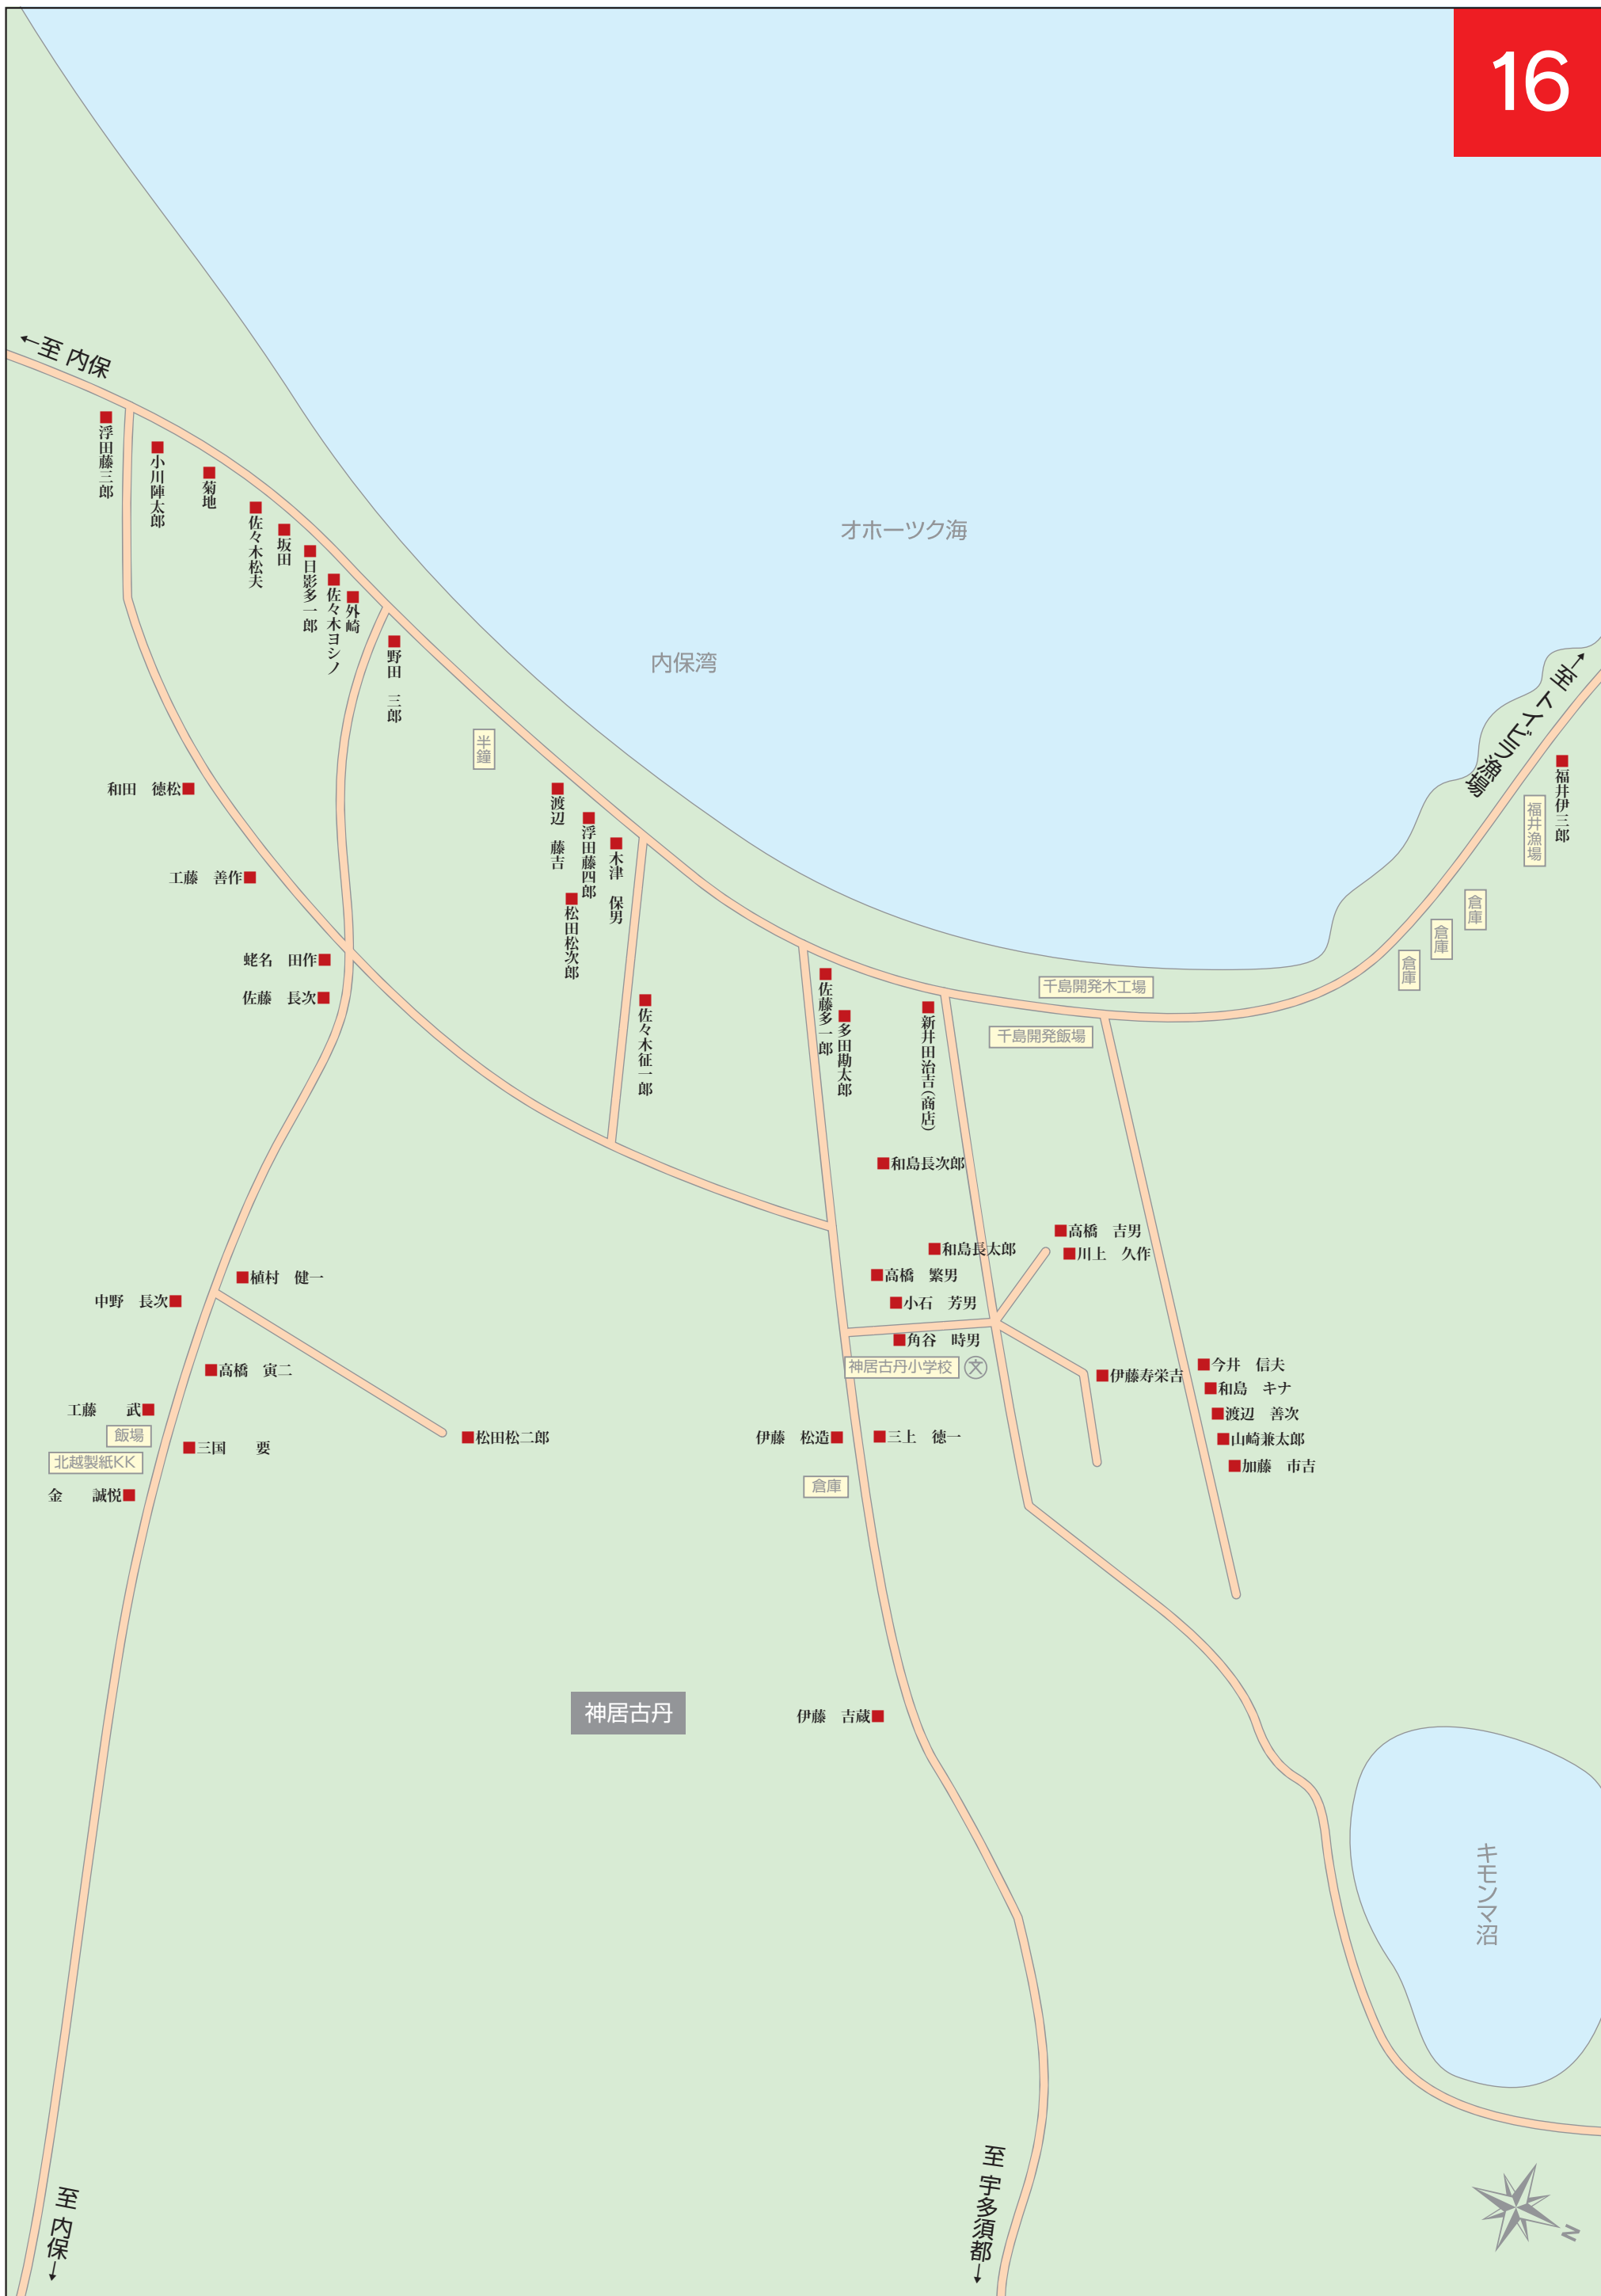 16
←至 内保
浮田藤三郎
小川陣太郎
菊地
佐々木松夫
坂田
日影多一郎
佐々木ヨシノ
外崎
野田　三郎
オホーツク海
内保湾
半鐘
→至 トイビラ漁場
福井伊三郎
福井漁場
倉庫
倉庫
倉庫
和田　徳松
工藤　善作
蛯名　田作
佐藤　長次
渡辺　藤吉
浮田藤四郎
木津　保男
松田松次郎
佐々木征一郎
佐藤多一郎
多田勘太郎
新井田治吉(商店)
千島開発木工場
千島開発飯場
和島長次郎
和島長太郎
高橋　吉男
川上　久作
高橋　繁男
小石　芳男
角谷　時男
神居古丹小学校 文
伊藤寿栄吉
今井　信夫
和島　キナ
渡辺　善次
山崎兼太郎
加藤　市吉
植村　健一
中野　長次
高橋　寅二
工藤　　武
飯場
三国　　要
北越製紙KK
金　　誠悦
松田松二郎
伊藤　松造
三上　徳一
倉庫
神居古丹
伊藤　吉蔵
キモンマ沼
至 内保→
至 宇多須都→
N